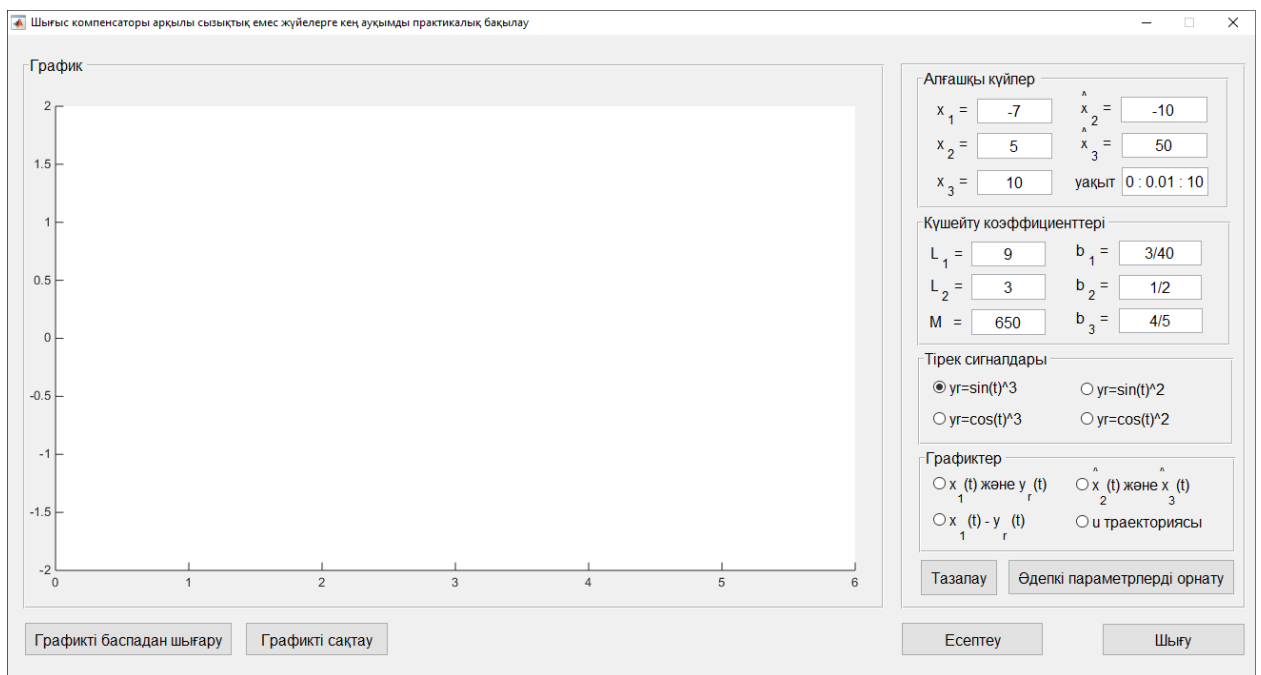 Шығыс компенсаторы арқылы сызықтық емес жүйелерге кең ауқымды практикалық бақылау
График
2
1.5
1
0.5
0
-0.5
-1
-1.5
-2
0 1 2 3 4 5 6
Алғашқы күйлер
x1 = -7 x̂2 = -10
x2 = 5 x̂3 = 50
x3 = 10 уақыт 0 : 0.01 : 10
Күшейту коэффициенттері
L1 = 9 b1 = 3/40
L2 = 3 b2 = 1/2
M = 650 b3 = 4/5
Тірек сигналдары
yr=sin(t)^3 yr=sin(t)^2
yr=cos(t)^3 yr=cos(t)^2
Графиктер
x1(t) және yr(t) x̂2(t) және x̂3(t)
x1(t) - yr(t) u траекториясы
Тазалау Әдепкі параметрлерді орнату
Графикті баспадан шығару Графикті сақтау Есептеу Шығу